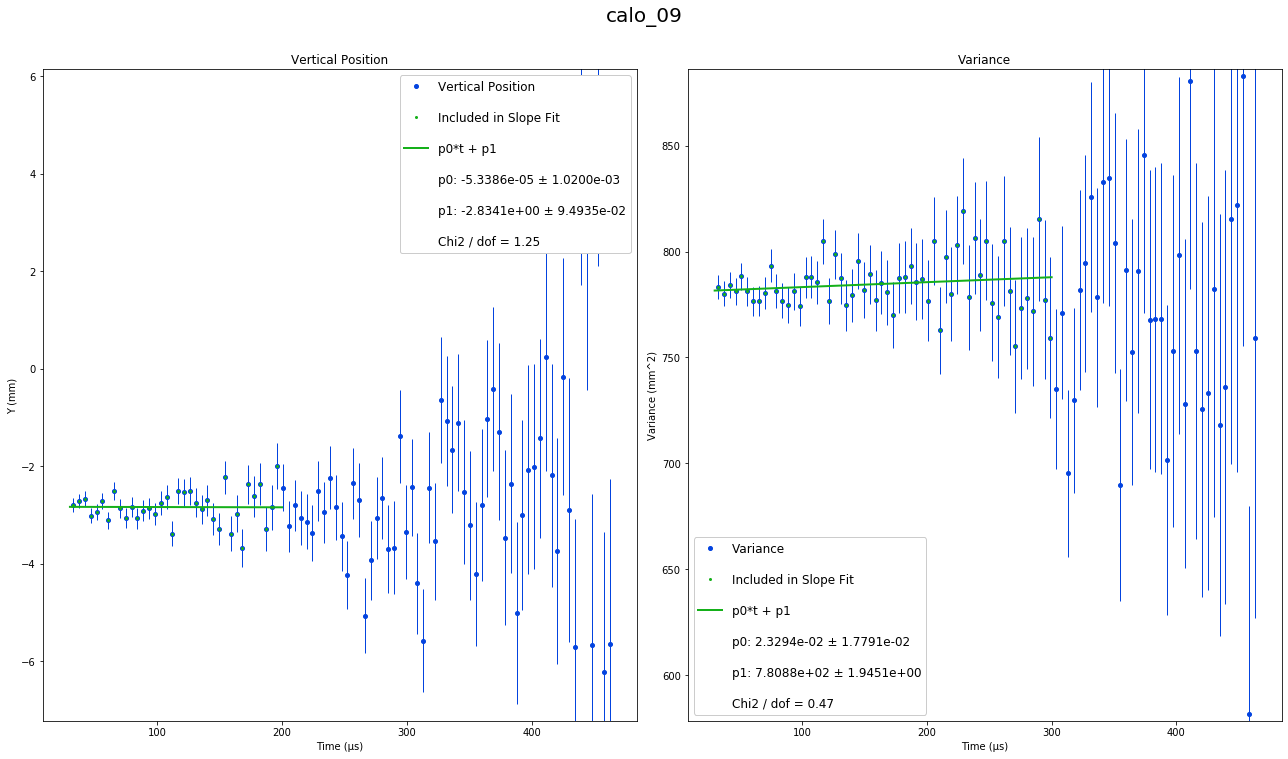 calo_09
Vertical Position
6
4
2
0
−2
−4
−6
Y (mm)
100
200
300
400
Time (μs)
Vertical Position
Included in Slope Fit
p0*t + p1
p0: -5.3386e-05 ± 1.0200e-03
p1: -2.8341e+00 ± 9.4935e-02
Chi2 / dof = 1.25
Variance
850
800
750
700
650
600
Variance (mm^2)
100
200
300
400
Time (μs)
Variance
Included in Slope Fit
p0*t + p1
p0: 2.3294e-02 ± 1.7791e-02
p1: 7.8088e+02 ± 1.9451e+00
Chi2 / dof = 0.47